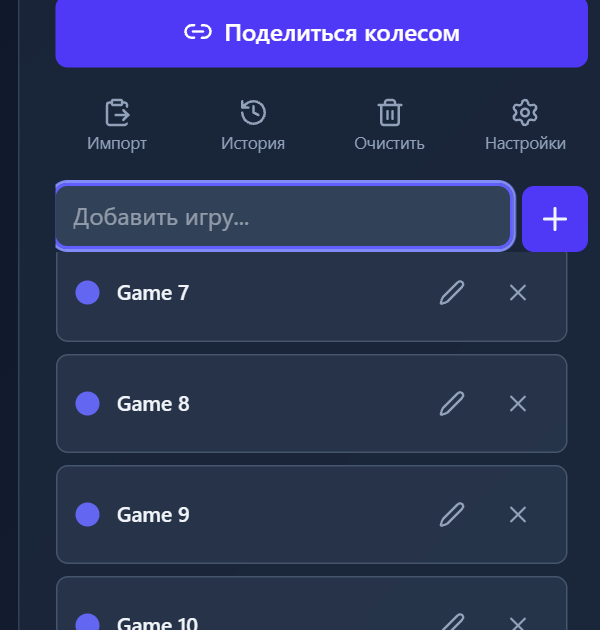 Поделиться колесом
Импорт История Очистить Настройки
Добавить игру...
Game 7
Game 8
Game 9
Game 10